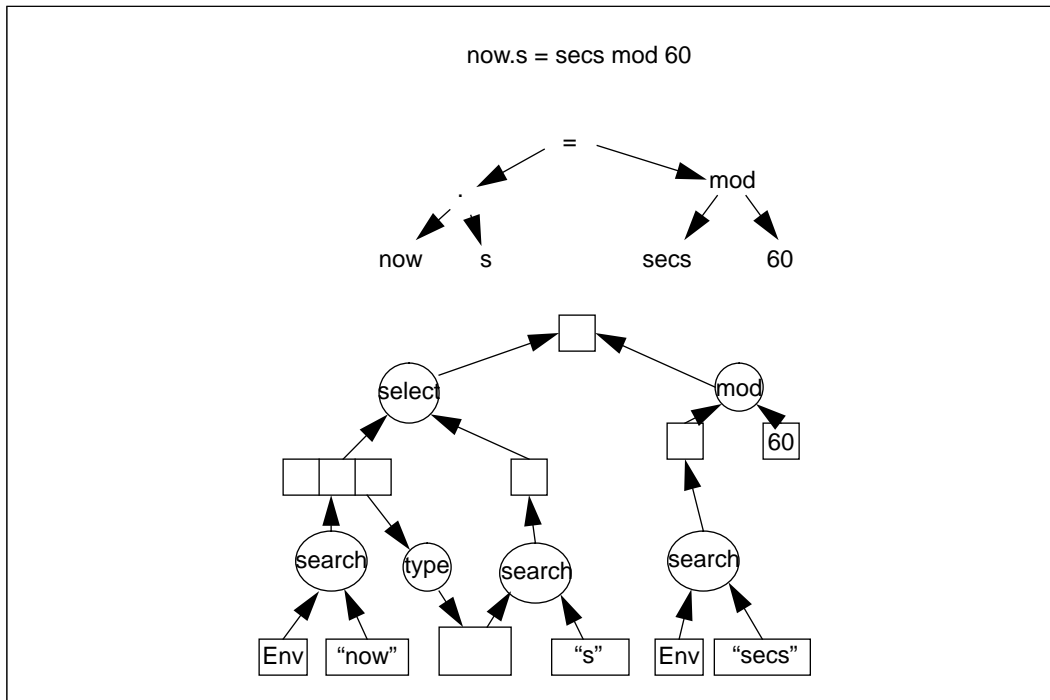 now.s = secs mod 60
=
. mod
now s secs 60
select mod
60
search type search search
Env “now” “s” Env “secs”